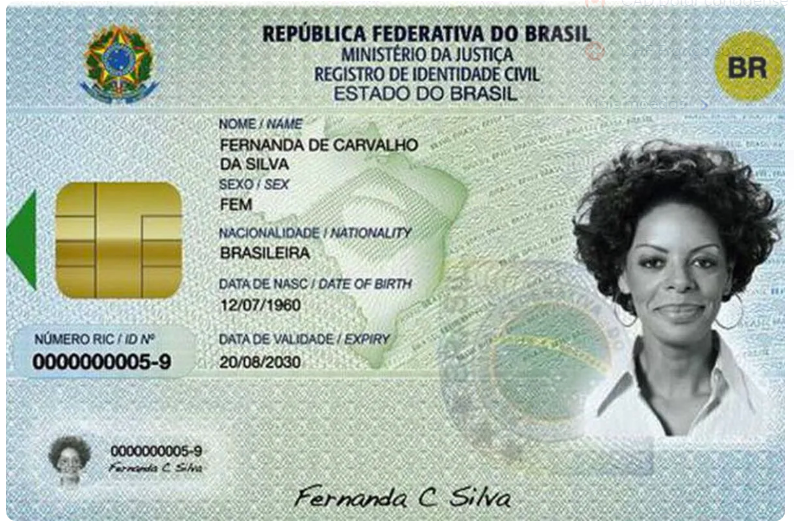 REPÚBLICA FEDERATIVA DO BRASIL
MINISTÉRIO DA JUSTIÇA
REGISTRO DE IDENTIDADE CIVIL
ESTADO DO BRASIL
BR
NOME / NAME
FERNANDA DE CARVALHO
DA SILVA
SEXO / SEX
FEM
NACIONALIDADE / NATIONALITY
BRASILEIRA
DATA DE NASC / DATE OF BIRTH
12/07/1960
NÚMERO RIC / ID Nº
0000000005-9
DATA DE VALIDADE / EXPIRY
20/08/2030
0000000005-9
Fernanda C Silva
Fernanda C Silva